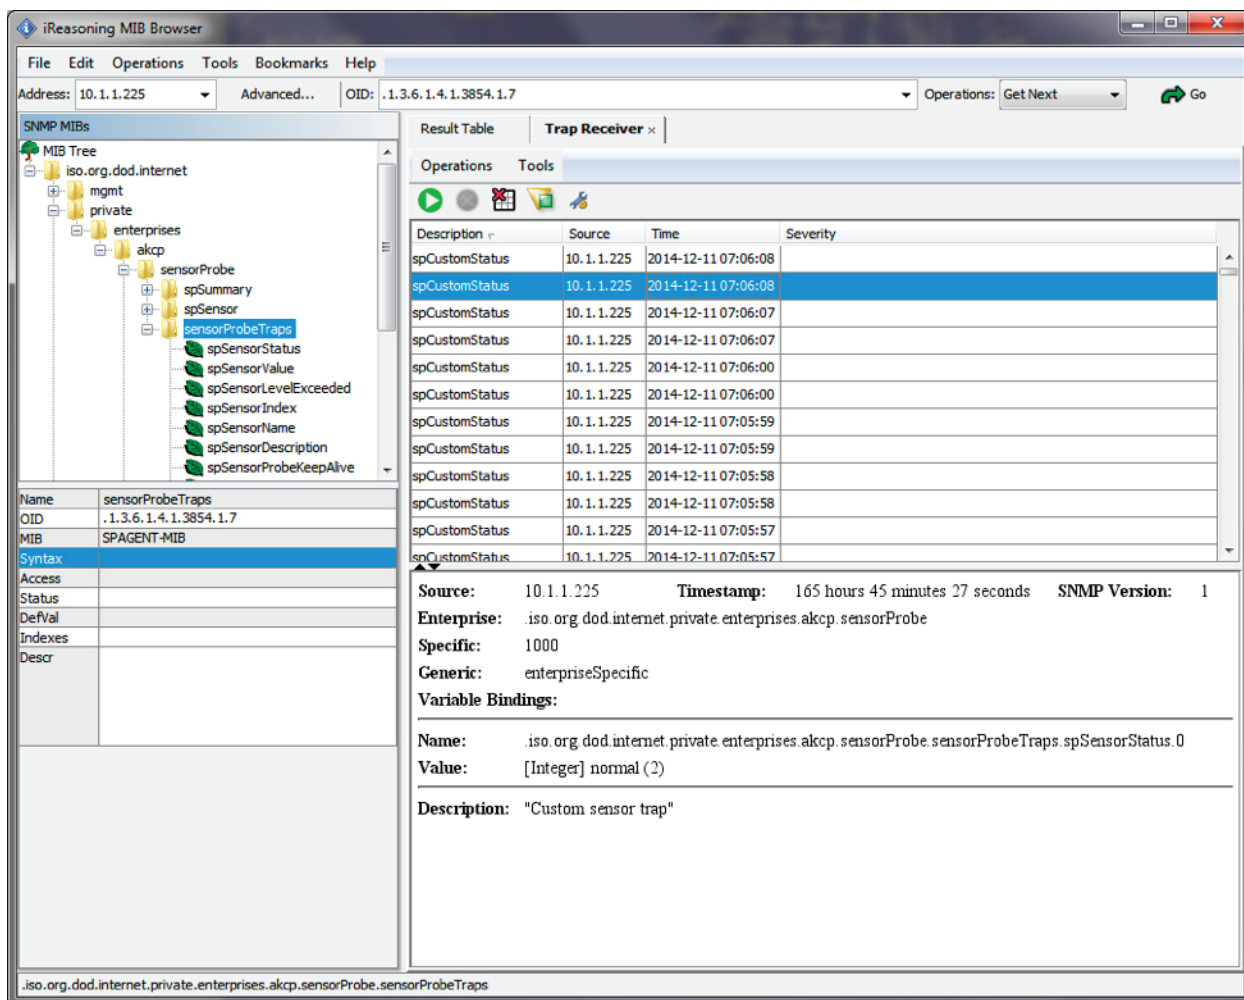 iReasoning MIB Browser
File Edit Operations Tools Bookmarks Help
Address: 10.1.1.225 Advanced... OID: .1.3.6.1.4.1.3854.1.7 Operations: Get Next Go
SNMP MIBs
MIB Tree
iso.org.dod.internet
mgmt
private
enterprises
akcp
sensorProbe
spSummary
spSensor
sensorProbeTraps
spSensorStatus
spSensorValue
spSensorLevelExceeded
spSensorIndex
spSensorName
spSensorDescription
spSensorProbeKeepAlive
Name sensorProbeTraps
OID .1.3.6.1.4.1.3854.1.7
MIB SPAGENT-MIB
Syntax
Access
Status
DefVal
Indexes
Descr
Result Table Trap Receiver ×
Operations Tools
Description Source Time Severity
spCustomStatus 10.1.1.225 2014-12-11 07:06:08
spCustomStatus 10.1.1.225 2014-12-11 07:06:08
spCustomStatus 10.1.1.225 2014-12-11 07:06:07
spCustomStatus 10.1.1.225 2014-12-11 07:06:07
spCustomStatus 10.1.1.225 2014-12-11 07:06:00
spCustomStatus 10.1.1.225 2014-12-11 07:06:00
spCustomStatus 10.1.1.225 2014-12-11 07:05:59
spCustomStatus 10.1.1.225 2014-12-11 07:05:59
spCustomStatus 10.1.1.225 2014-12-11 07:05:58
spCustomStatus 10.1.1.225 2014-12-11 07:05:58
spCustomStatus 10.1.1.225 2014-12-11 07:05:57
spCustomStatus 10.1.1.225 2014-12-11 07:05:57
Source: 10.1.1.225 Timestamp: 165 hours 45 minutes 27 seconds SNMP Version: 1
Enterprise: .iso.org.dod.internet.private.enterprises.akcp.sensorProbe
Specific: 1000
Generic: enterpriseSpecific
Variable Bindings:
Name: .iso.org.dod.internet.private.enterprises.akcp.sensorProbe.sensorProbeTraps.spSensorStatus.0
Value: [Integer] normal (2)
Description: "Custom sensor trap"
.iso.org.dod.internet.private.enterprises.akcp.sensorProbe.sensorProbeTraps